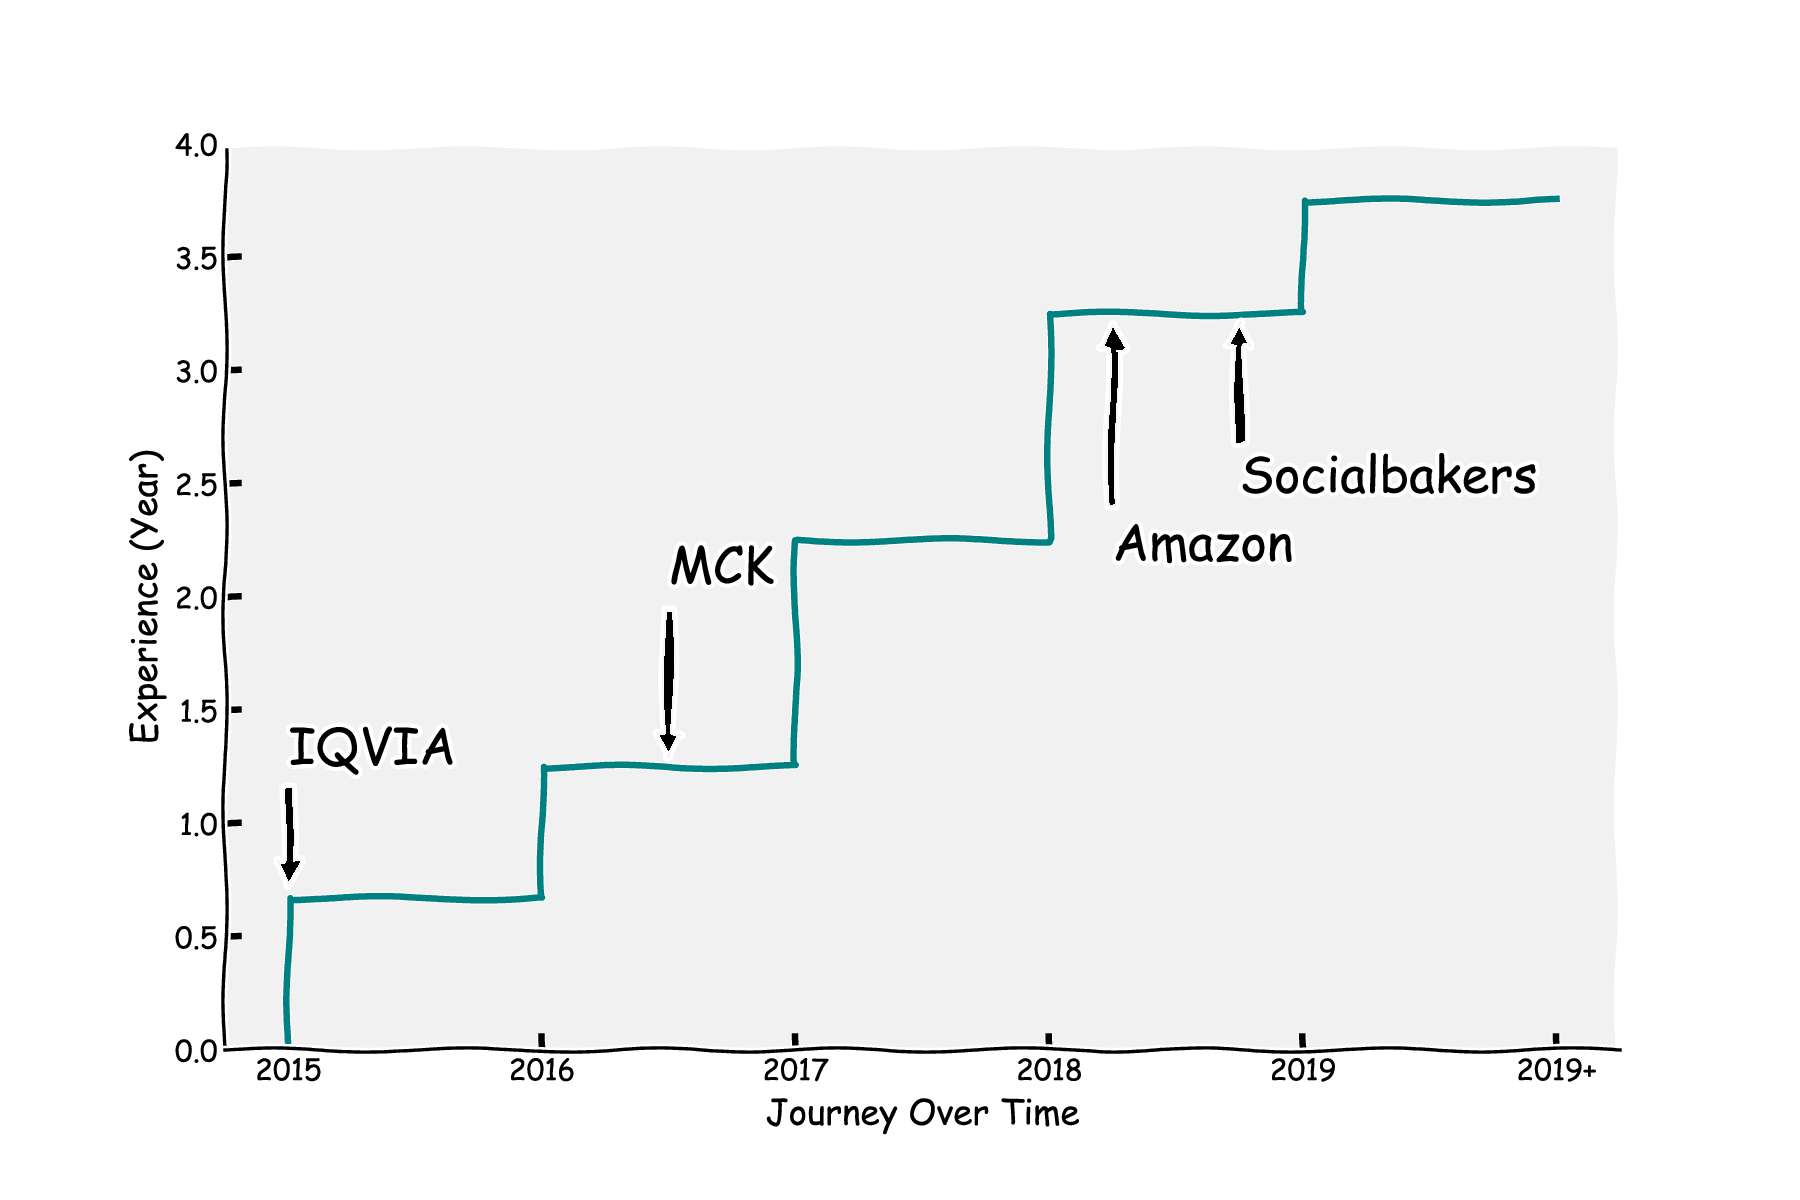 4.0
3.5
3.0
2.5
2.0
1.5
1.0
0.5
0.0
Experience (Year)
IQVIA
MCK
Amazon
Socialbakers
2015 2016 2017 2018 2019 2019+
Journey Over Time